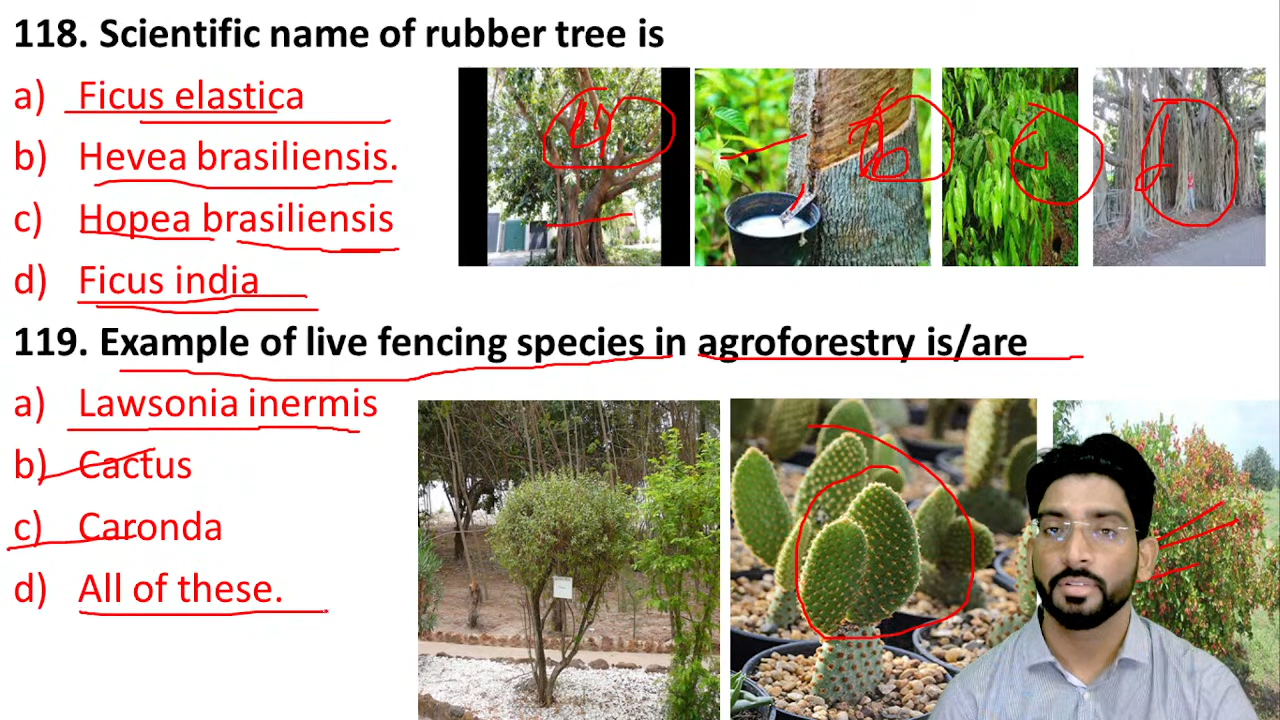 118. Scientific name of rubber tree is
a) Ficus elastica
b) Hevea brasiliensis.
c) Hopea brasiliensis
d) Ficus india
119. Example of live fencing species in agroforestry is/are
a) Lawsonia inermis
b) Cactus
c) Caronda
d) All of these.